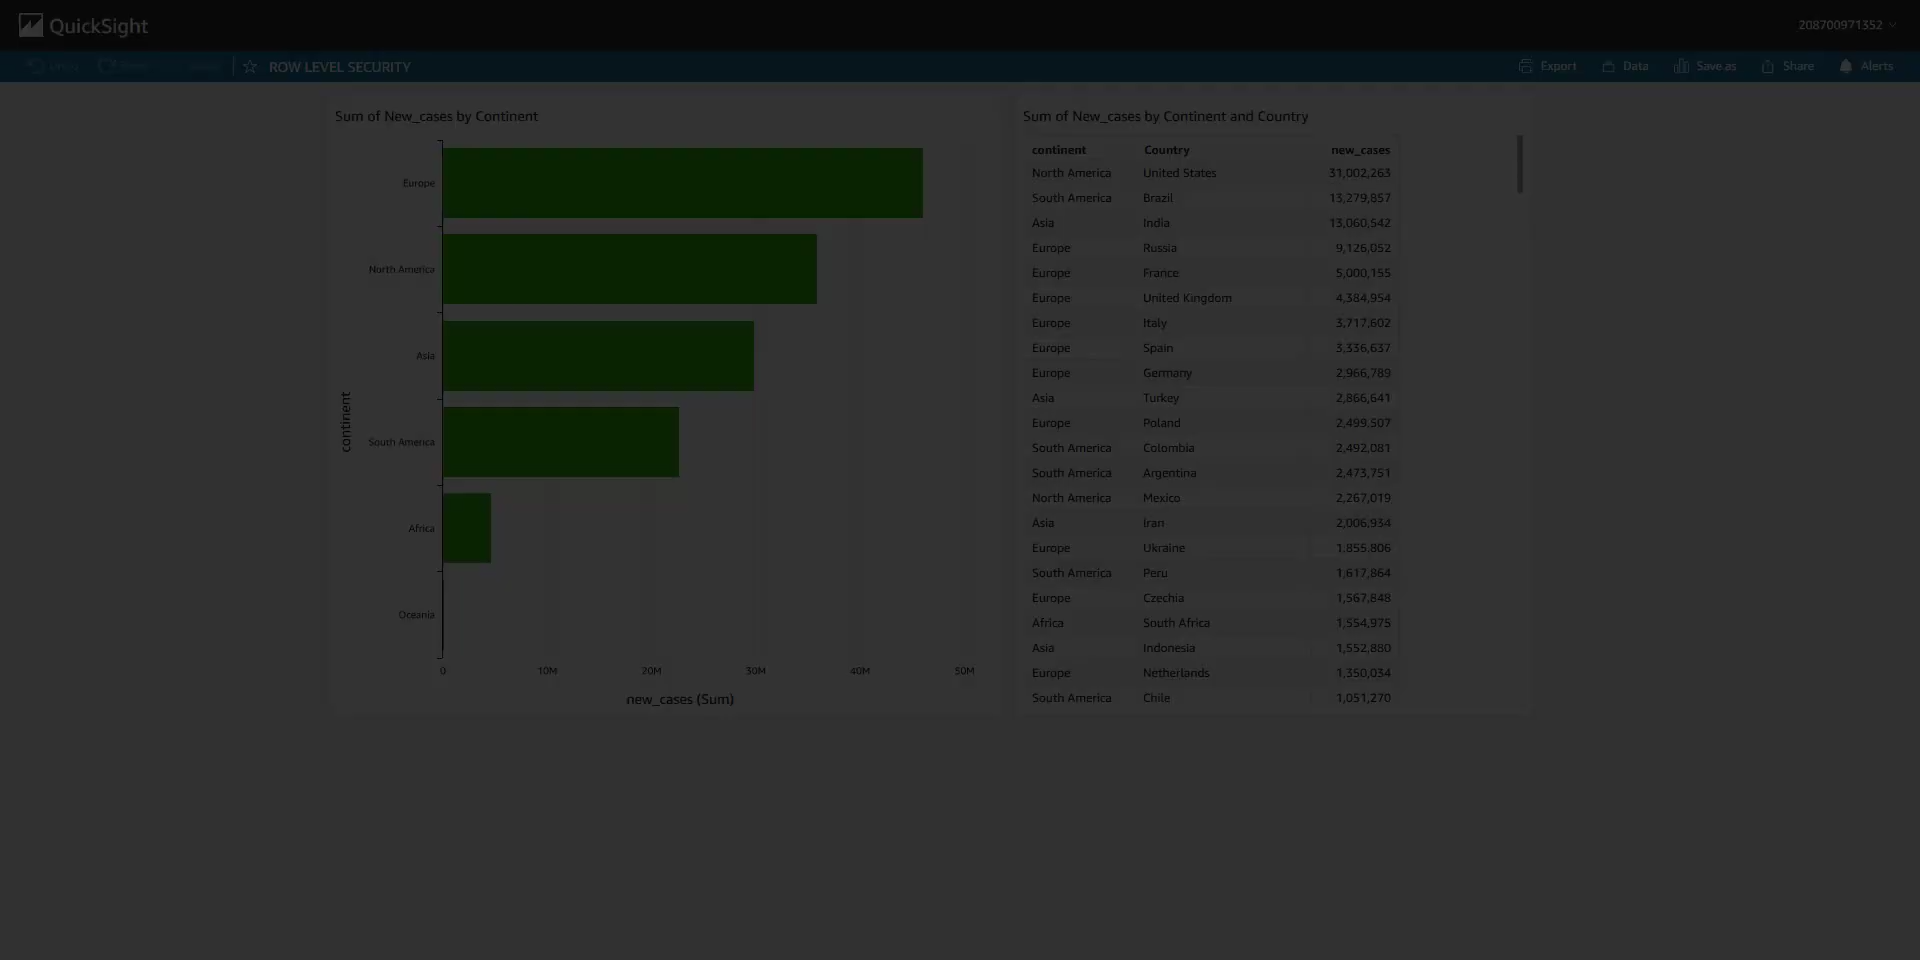 QuickSight
208700971352
ROW LEVEL SECURITY
Export Data Save as Share Alerts
Sum of New_cases by Continent
continent
Europe
North America
Asia
South America
Africa
Oceania
0 10M 20M 30M 40M 50M
new_cases (Sum)
Sum of New_cases by Continent and Country
continent Country new_cases
North America United States 31,002,263
South America Brazil 13,279,857
Asia India 13,060,542
Europe Russia 9,126,052
Europe France 5,000,155
Europe United Kingdom 4,384,954
Europe Italy 3,717,602
Europe Spain 3,336,637
Europe Germany 2,966,789
Asia Turkey 2,866,641
Europe Poland 2,499,507
South America Colombia 2,492,081
South America Argentina 2,473,751
North America Mexico 2,267,019
Asia Iran 2,006,934
Europe Ukraine 1,855,806
South America Peru 1,617,864
Europe Czechia 1,567,848
Africa South Africa 1,554,975
Asia Indonesia 1,552,880
Europe Netherlands 1,350,034
South America Chile 1,051,270